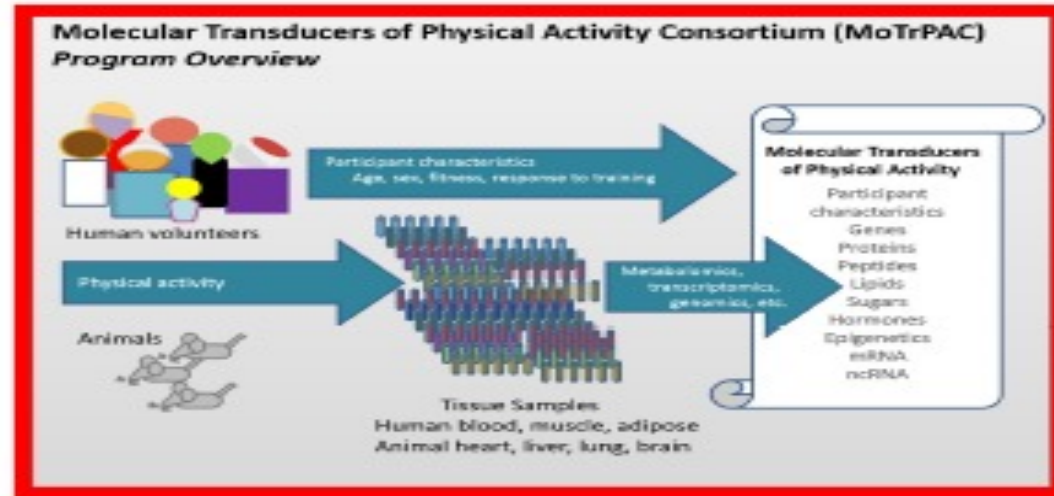 Molecular Transducers of Physical Activity Consortium (MoTrPAC)
Program Overview
Participant characteristics
Age, sex, fitness, response to training
Human volunteers
Physical activity
Animals
Metabolomics,
transcriptomics,
genomics, etc.
Tissue Samples
Human blood, muscle, adipose
Animal heart, liver, lung, brain
Molecular Transducers
of Physical Activity
Participant
characteristics
Genes
Proteins
Peptides
Lipids
Sugars
Hormones
Epigenetics
mRNA
ncRNA